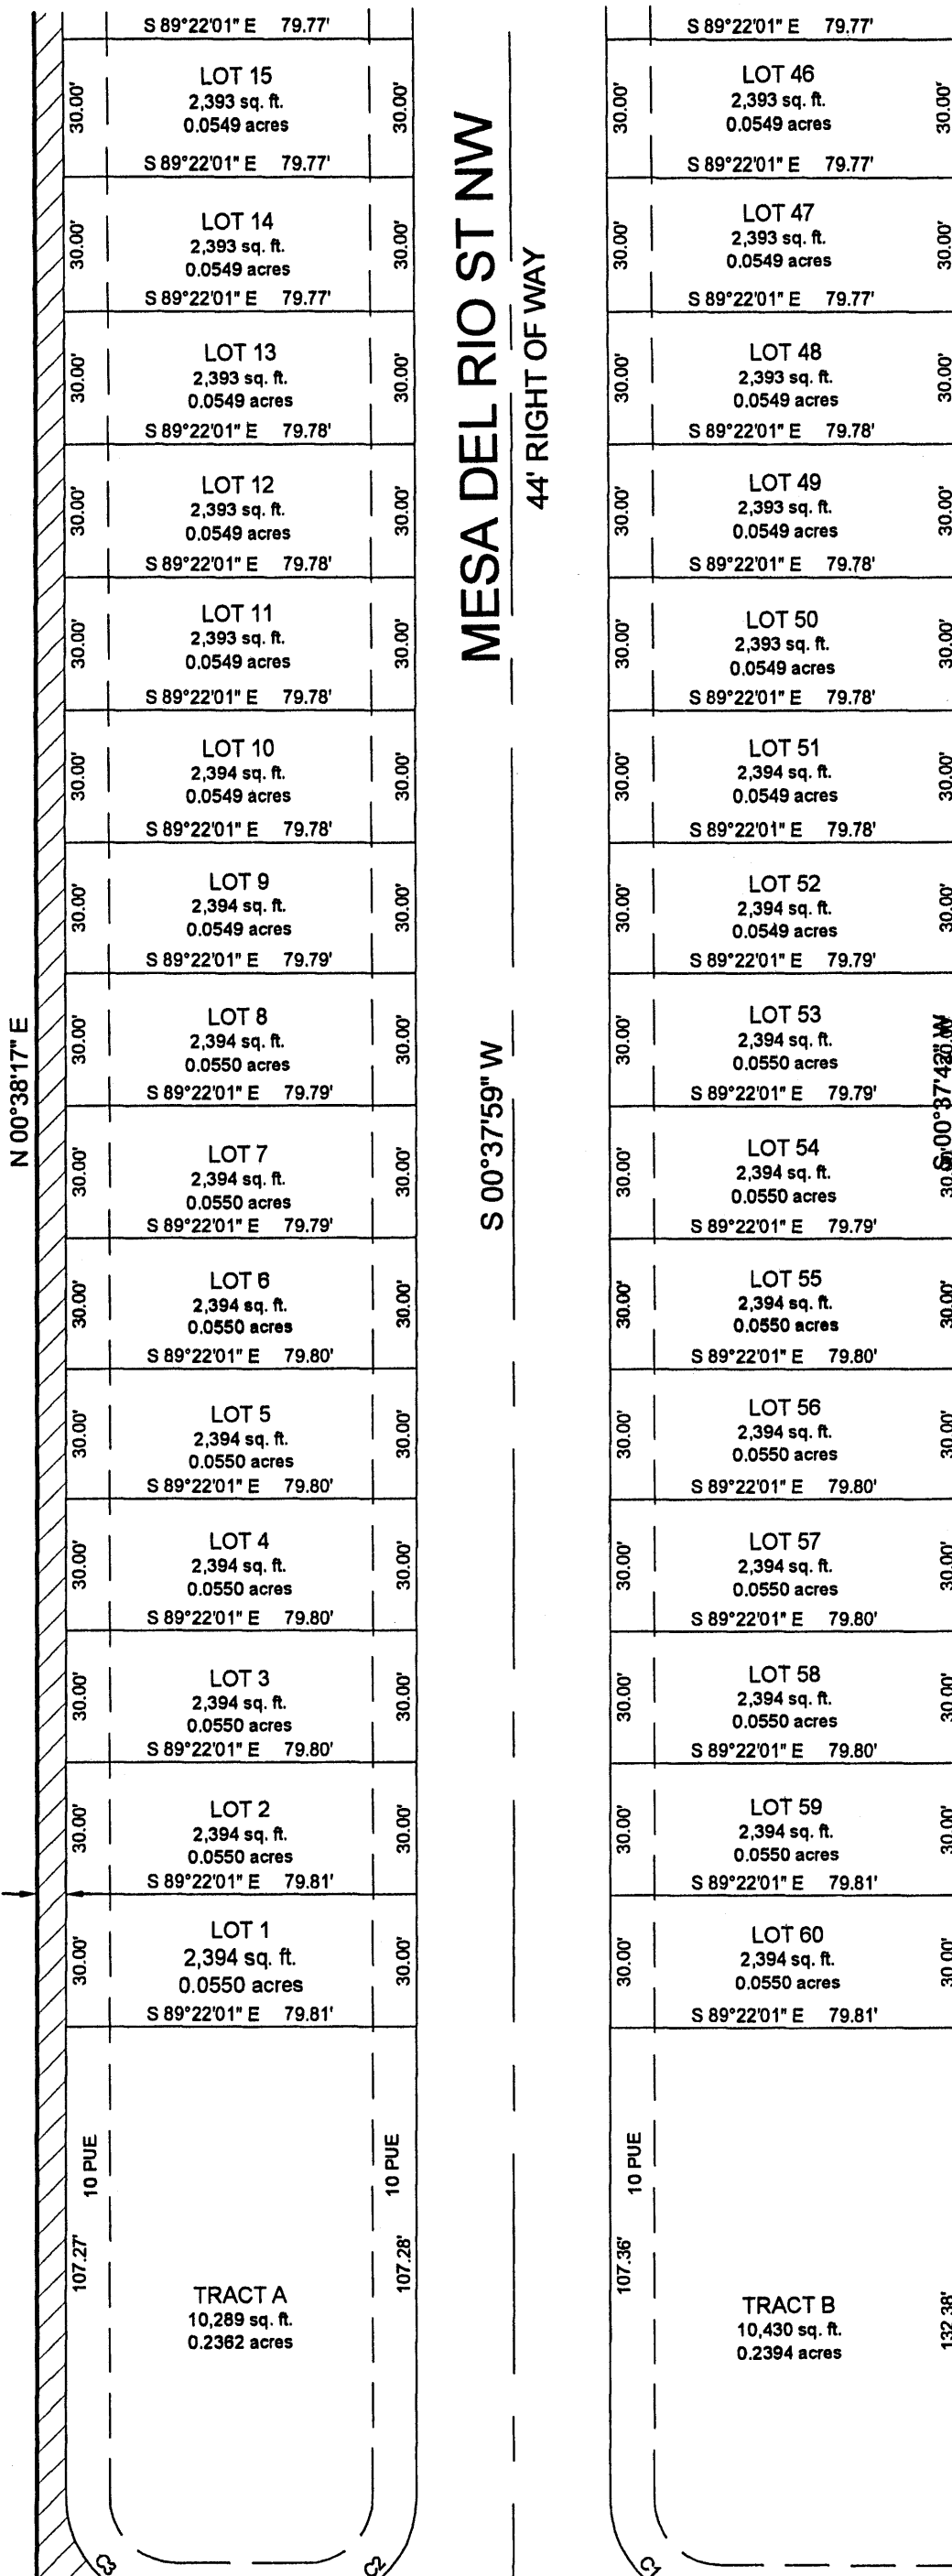 S 89°22'01" E 79.77'
30.00'
LOT 15
2,393 sq. ft.
0.0549 acres
30.00'
S 89°22'01" E 79.77'
30.00'
LOT 14
2,393 sq. ft.
0.0549 acres
30.00'
S 89°22'01" E 79.77'
30.00'
LOT 13
2,393 sq. ft.
0.0549 acres
30.00'
S 89°22'01" E 79.78'
30.00'
LOT 12
2,393 sq. ft.
0.0549 acres
30.00'
S 89°22'01" E 79.78'
30.00'
LOT 11
2,393 sq. ft.
0.0549 acres
30.00'
S 89°22'01" E 79.78'
30.00'
LOT 10
2,394 sq. ft.
0.0549 acres
30.00'
S 89°22'01" E 79.78'
30.00'
LOT 9
2,394 sq. ft.
0.0549 acres
30.00'
S 89°22'01" E 79.79'
N 00°38'17" E
30.00'
LOT 8
2,394 sq. ft.
0.0550 acres
30.00'
S 89°22'01" E 79.79'
30.00'
LOT 7
2,394 sq. ft.
0.0550 acres
30.00'
S 89°22'01" E 79.79'
30.00'
LOT 6
2,394 sq. ft.
0.0550 acres
30.00'
S 89°22'01" E 79.80'
30.00'
LOT 5
2,394 sq. ft.
0.0550 acres
30.00'
S 89°22'01" E 79.80'
30.00'
LOT 4
2,394 sq. ft.
0.0550 acres
30.00'
S 89°22'01" E 79.80'
30.00'
LOT 3
2,394 sq. ft.
0.0550 acres
30.00'
S 89°22'01" E 79.80'
30.00'
LOT 2
2,394 sq. ft.
0.0550 acres
30.00'
S 89°22'01" E 79.81'
30.00'
LOT 1
2,394 sq. ft.
0.0550 acres
30.00'
S 89°22'01" E 79.81'
10 PUE
10 PUE
107.27'
107.28'
TRACT A
10,289 sq. ft.
0.2362 acres
C3
C2
MESA DEL RIO ST NW
44' RIGHT OF WAY
S 00°37'59" W
S 89°22'01" E 79.77'
30.00'
LOT 46
2,393 sq. ft.
0.0549 acres
30.00'
S 89°22'01" E 79.77'
30.00'
LOT 47
2,393 sq. ft.
0.0549 acres
30.00'
S 89°22'01" E 79.77'
30.00'
LOT 48
2,393 sq. ft.
0.0549 acres
30.00'
S 89°22'01" E 79.78'
30.00'
LOT 49
2,393 sq. ft.
0.0549 acres
30.00'
S 89°22'01" E 79.78'
30.00'
LOT 50
2,393 sq. ft.
0.0549 acres
30.00'
S 89°22'01" E 79.78'
30.00'
LOT 51
2,394 sq. ft.
0.0549 acres
30.00'
S 89°22'01" E 79.78'
30.00'
LOT 52
2,394 sq. ft.
0.0549 acres
30.00'
S 89°22'01" E 79.79'
30.00'
LOT 53
2,394 sq. ft.
0.0550 acres
S 89°22'01" E 79.79'
S 00°37'42" W
30.00'
LOT 54
2,394 sq. ft.
0.0550 acres
S 89°22'01" E 79.79'
30.00'
LOT 55
2,394 sq. ft.
0.0550 acres
30.00'
S 89°22'01" E 79.80'
30.00'
LOT 56
2,394 sq. ft.
0.0550 acres
30.00'
S 89°22'01" E 79.80'
30.00'
LOT 57
2,394 sq. ft.
0.0550 acres
30.00'
S 89°22'01" E 79.80'
30.00'
LOT 58
2,394 sq. ft.
0.0550 acres
30.00'
S 89°22'01" E 79.80'
30.00'
LOT 59
2,394 sq. ft.
0.0550 acres
30.00'
S 89°22'01" E 79.81'
30.00'
LOT 60
2,394 sq. ft.
0.0550 acres
30.00'
S 89°22'01" E 79.81'
10 PUE
107.36'
TRACT B
10,430 sq. ft.
0.2394 acres
132.38'
C1